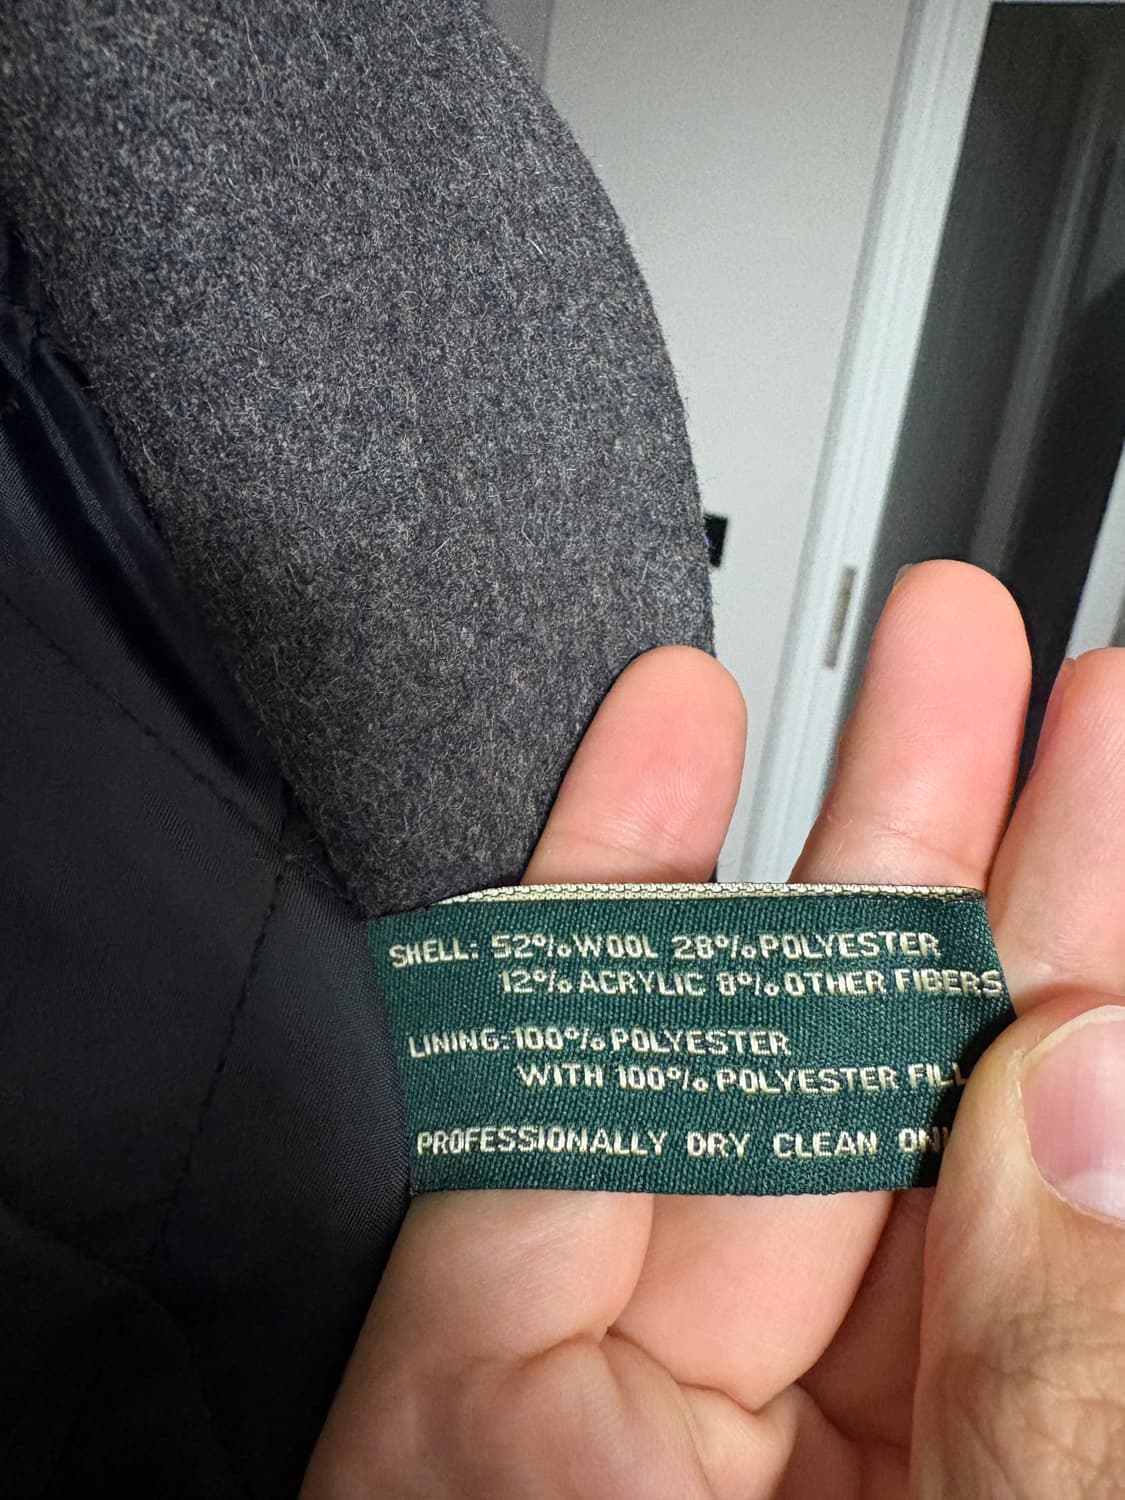 SHELL: 52% WOOL 28% POLYESTER
12% ACRYLIC 8% OTHER FIBERS
LINING: 100% POLYESTER
WITH 100% POLYESTER FILL
PROFESSIONALLY DRY CLEAN